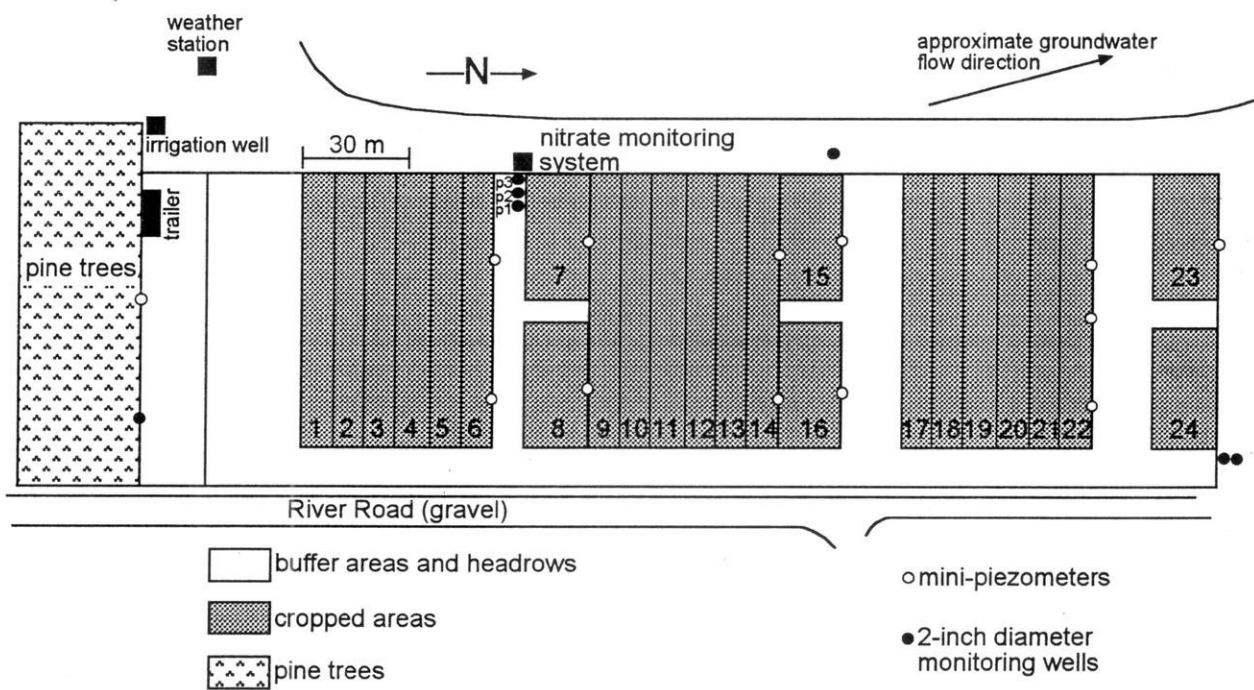 weather
station
N
approximate groundwater
flow direction
irrigation well
30 m
nitrate monitoring
system
trailer
p3
p2
p1
pine trees
7
15
23
1 2 3 4 5 6 8 9 10 11 12 13 14 16 17 18 19 20 21 22 24
River Road (gravel)
buffer areas and headrows
cropped areas
pine trees
mini-piezometers
2-inch diameter
monitoring wells